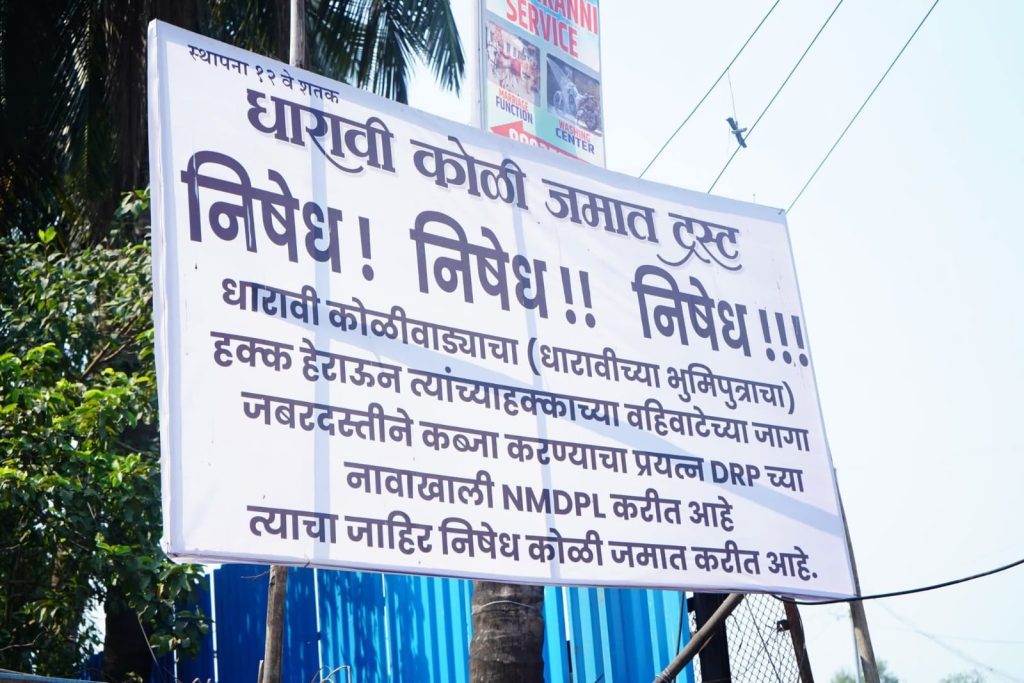 SERVICE
MARRIAGE
FUNCTION
WASHING
CENTER
स्थापना १२ वे शतक
धारावी कोळी जमात ट्रस्ट
निषेध! निषेध!! निषेध!!!
धारावी कोळीवाड्याचा (धारावीच्या भुमिपुत्राचा)
हक्क हेराऊन त्यांच्याहक्काच्या वहिवाटेच्या जागा
जबरदस्तीने कब्जा करण्याचा प्रयत्न DRP च्या
नावाखाली NMDPL करीत आहे
त्याचा जाहिर निषेध कोळी जमात करीत आहे.